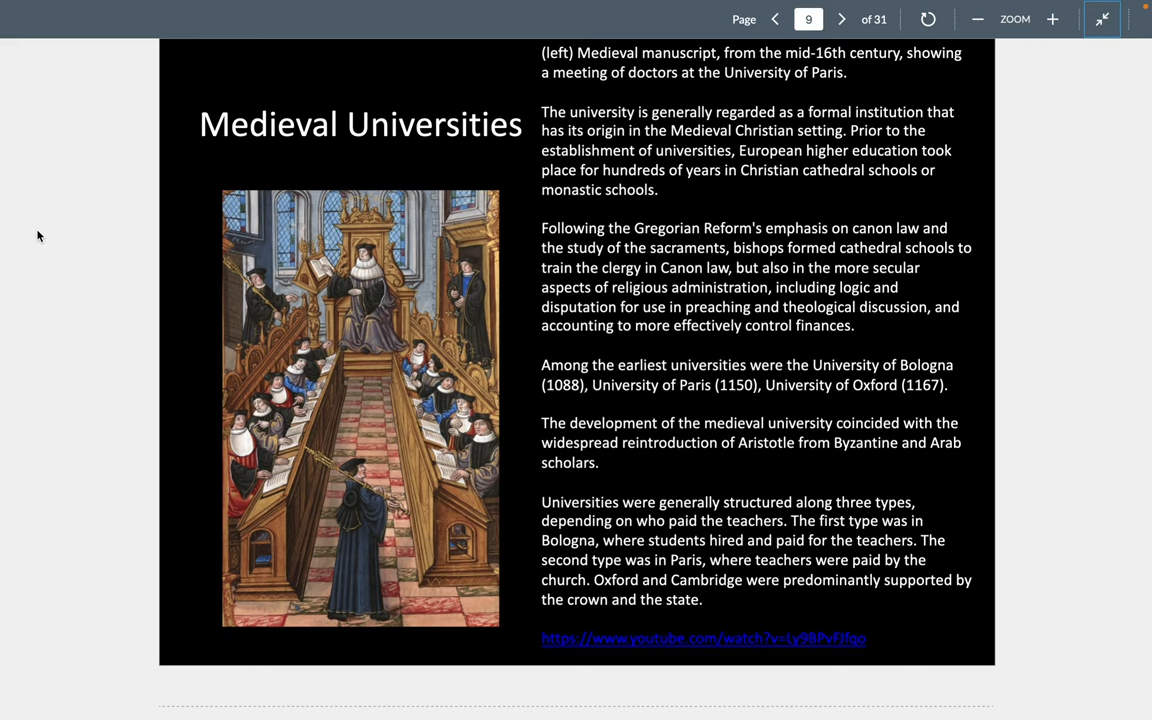 Page
9
of 31
ZOOM
(left) Medieval manuscript, from the mid-16th century, showing
a meeting of doctors at the University of Paris.
Medieval Universities
The university is generally regarded as a formal institution that
has its origin in the Medieval Christian setting. Prior to the
establishment of universities, European higher education took
place for hundreds of years in Christian cathedral schools or
monastic schools.
Following the Gregorian Reform's emphasis on canon law and
the study of the sacraments, bishops formed cathedral schools to
train the clergy in Canon law, but also in the more secular
aspects of religious administration, including logic and
disputation for use in preaching and theological discussion, and
accounting to more effectively control finances.
Among the earliest universities were the University of Bologna
(1088), University of Paris (1150), University of Oxford (1167).
The development of the medieval university coincided with the
widespread reintroduction of Aristotle from Byzantine and Arab
scholars.
Universities were generally structured along three types,
depending on who paid the teachers. The first type was in
Bologna, where students hired and paid for the teachers. The
second type was in Paris, where teachers were paid by the
church. Oxford and Cambridge were predominantly supported by
the crown and the state.
https://www.youtube.com/watch?v=Ly9BPvFJfqo